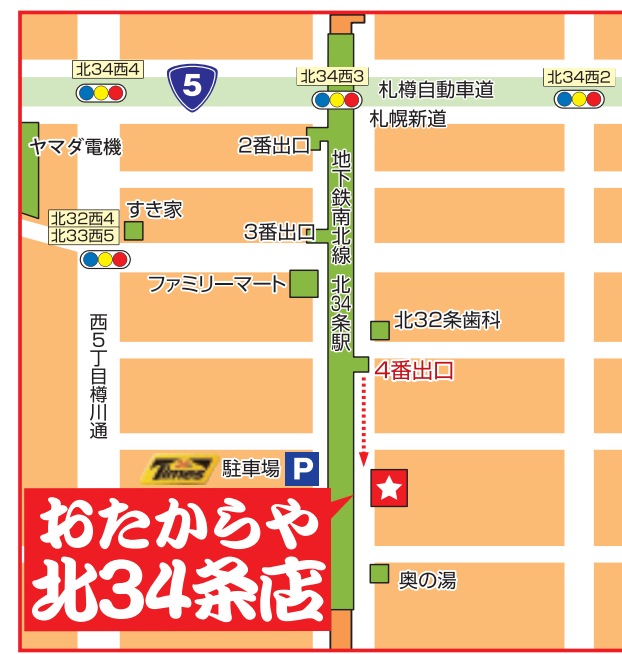 北34西4
5
北34西3
北34西2
札樽自動車道
札幌新道
ヤマダ電機
2番出口
地下鉄南北線 北34条駅
すき家
北32西4
北33西5
3番出口
ファミリーマート
北32条歯科
西5丁目樽川通
4番出口
Times
駐車場
P
おたからや
北34条店
奥の湯